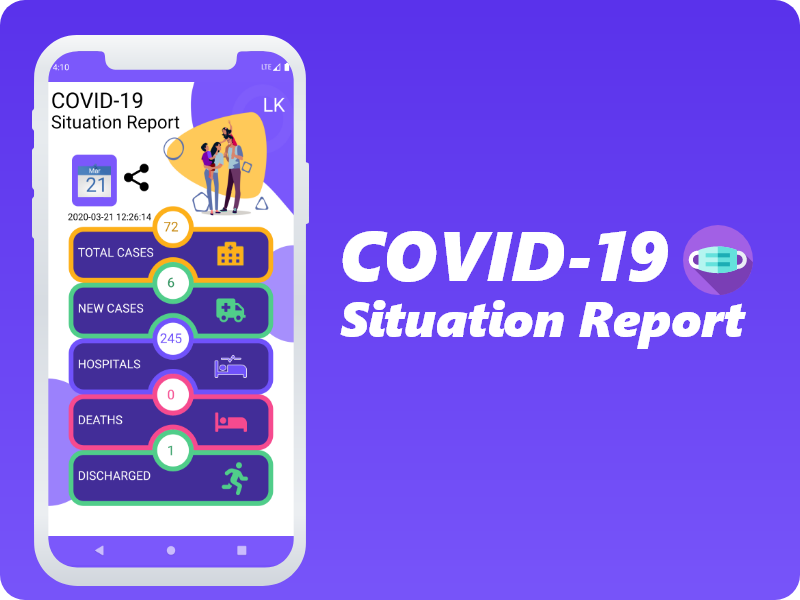 4:10
LTE
COVID-19
Situation Report
LK
Mar
21
2020-03-21 12:26:14
72
TOTAL CASES
6
NEW CASES
245
HOSPITALS
0
DEATHS
1
DISCHARGED
COVID-19
Situation Report